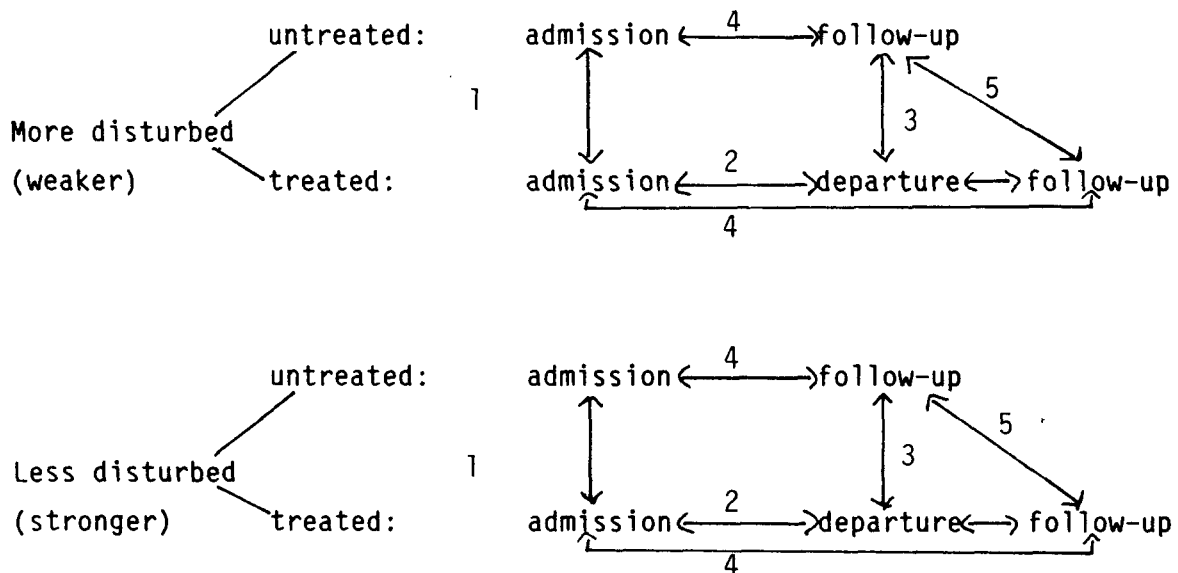 untreated: admission 4 follow-up
1 5
More disturbed 3
(weaker) treated: admission 2 departure follow-up
4
untreated: admission 4 follow-up
5
Less disturbed 1 3
(stronger) treated: admission 2 departure follow-up
4